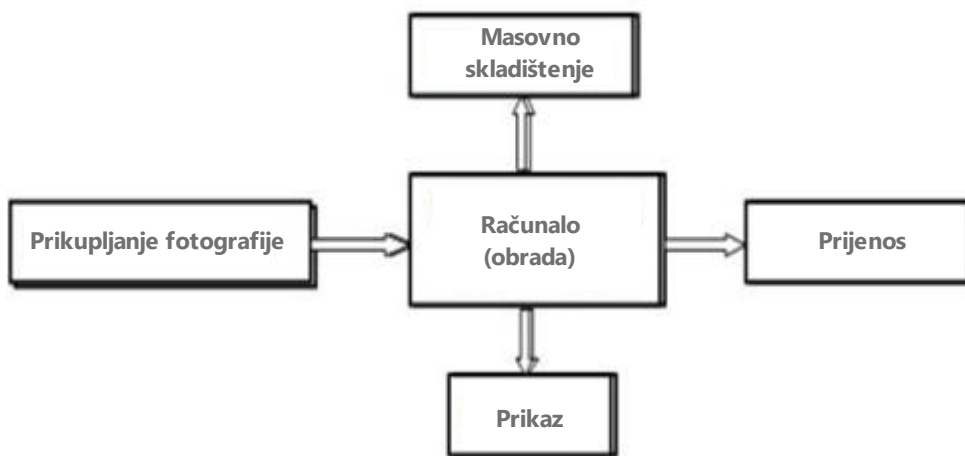 Masovno
skladištenje
Prikupljanje fotografije
Računalo
(obrada)
Prijenos
Prikaz